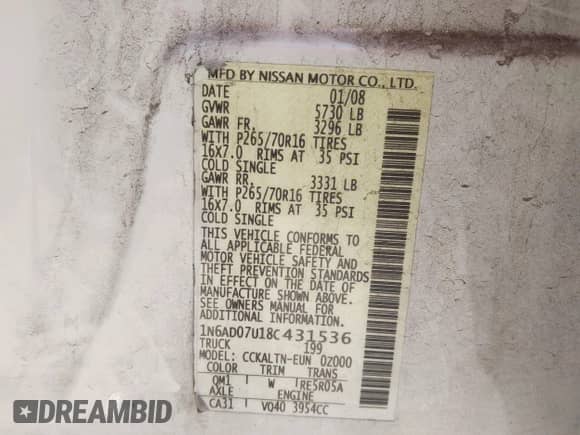 MFD BY NISSAN MOTOR CO., LTD.
DATE 01/08
GVWR 5730 LB
GAWR FR. 3296 LB
WITH P265/70R16 TIRES
16X7.0 RIMS AT 35 PSI
COLD SINGLE
GAWR RR. 3331 LB
WITH P265/70R16 TIRES
16X7.0 RIMS AT 35 PSI
COLD SINGLE
THIS VEHICLE CONFORMS TO
ALL APPLICABLE FEDERAL
MOTOR VEHICLE SAFETY AND
THEFT PREVENTION STANDARDS
IN EFFECT ON THE DATE OF
MANUFACTURE SHOWN ABOVE.
SEE OWNERS MANUAL FOR
ADDITIONAL INFORMATION.
1N6AD07U18C431536
TRUCK 199
MODEL: CCKALTN-EUN 0Z000
COLOR TRIM TRANS
QM1 W RE5R05A
AXLE ENGINE
CA31 VQ40 3954CC
DREAMBID